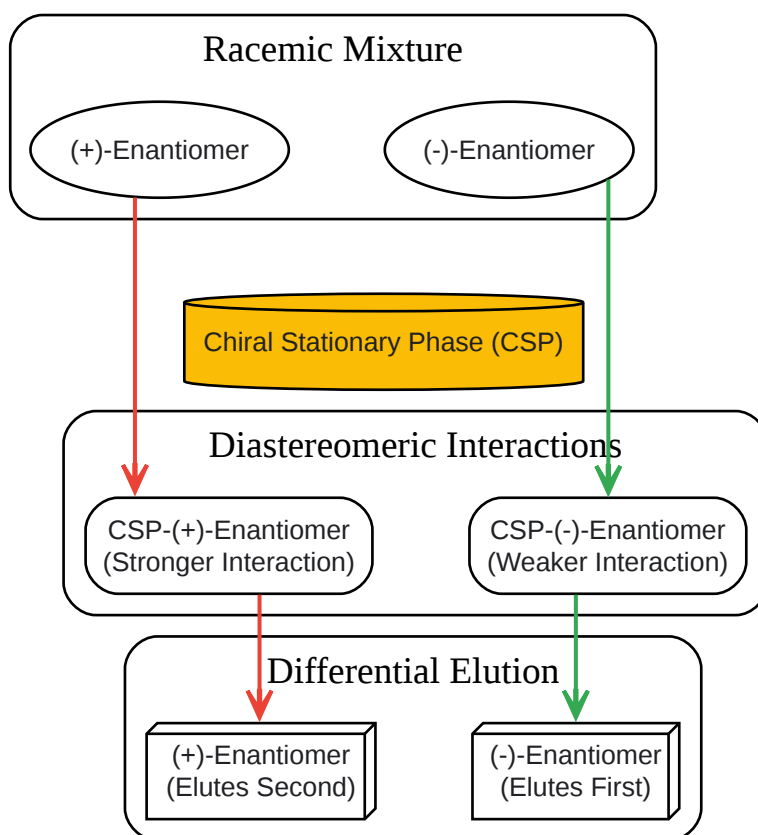 Racemic Mixture
(+)-Enantiomer
(-)-Enantiomer
Chiral Stationary Phase (CSP)
Diastereomeric Interactions
CSP-(+)-Enantiomer
(Stronger Interaction)
CSP-(-)-Enantiomer
(Weaker Interaction)
Differential Elution
(+)-Enantiomer
(Elutes Second)
(-)-Enantiomer
(Elutes First)